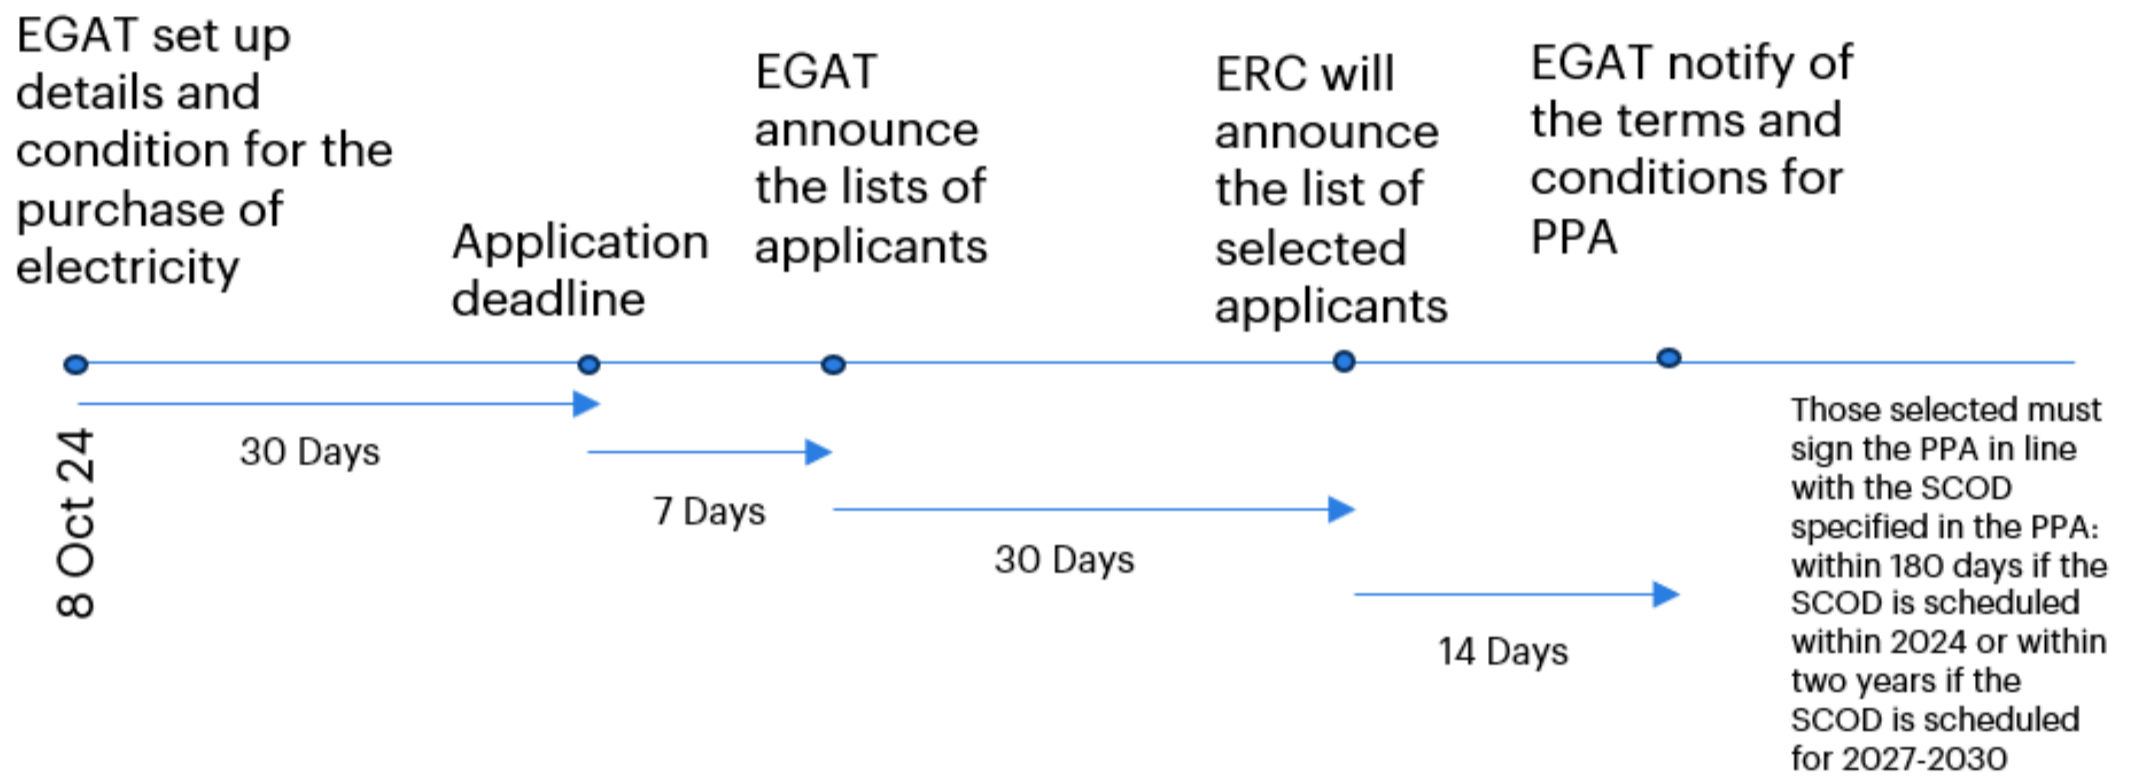 EGAT set up
details and
condition for the
purchase of
electricity
Application
deadline
EGAT
announce
the lists of
applicants
ERC will
announce
the list of
selected
applicants
EGAT notify of
the terms and
conditions for
PPA
8 Oct 24
30 Days
7 Days
30 Days
14 Days
Those selected must
sign the PPA in line
with the SCOD
specified in the PPA:
within 180 days if the
SCOD is scheduled
within 2024 or within
two years if the
SCOD is scheduled
for 2027-2030